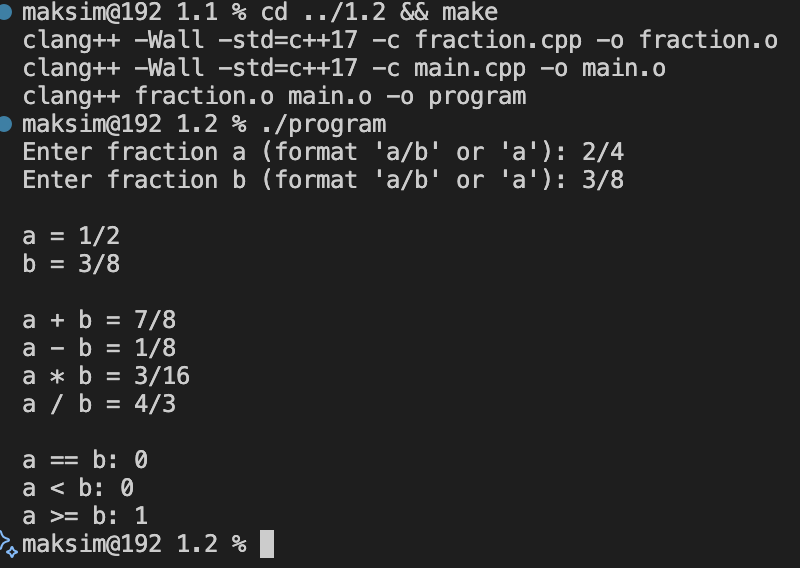 maksim@192 1.1 % cd ../1.2 && make
clang++ -Wall -std=c++17 -c fraction.cpp -o fraction.o
clang++ -Wall -std=c++17 -c main.cpp -o main.o
clang++ fraction.o main.o -o program
maksim@192 1.2 % ./program
Enter fraction a (format 'a/b' or 'a'): 2/4
Enter fraction b (format 'a/b' or 'a'): 3/8
a = 1/2
b = 3/8
a + b = 7/8
a - b = 1/8
a * b = 3/16
a / b = 4/3
a == b: 0
a < b: 0
a >= b: 1
maksim@192 1.2 %